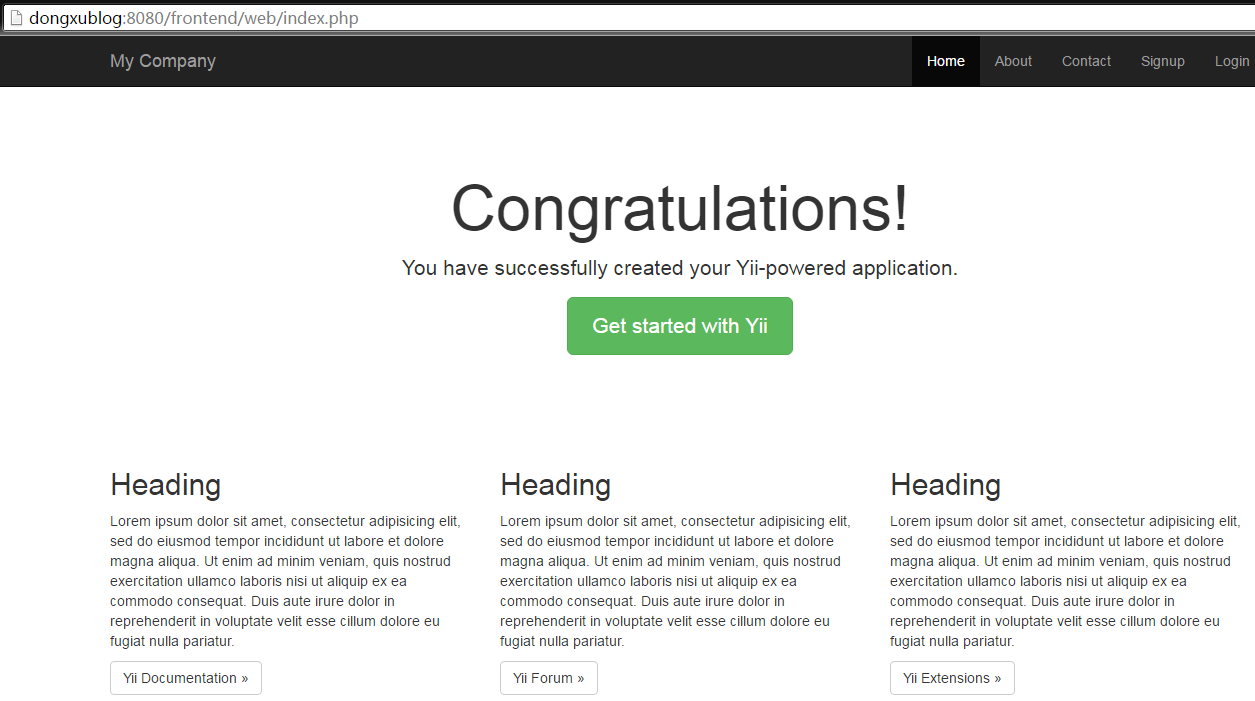 dongxublog:8080/frontend/web/index.php
My Company
Home
About
Contact
Signup
Login
Congratulations!
You have successfully created your Yii-powered application.
Get started with Yii
Heading
Lorem ipsum dolor sit amet, consectetur adipisicing elit,
sed do eiusmod tempor incididunt ut labore et dolore
magna aliqua. Ut enim ad minim veniam, quis nostrud
exercitation ullamco laboris nisi ut aliquip ex ea
commodo consequat. Duis aute irure dolor in
reprehenderit in voluptate velit esse cillum dolore eu
fugiat nulla pariatur.
Yii Documentation »
Heading
Lorem ipsum dolor sit amet, consectetur adipisicing elit,
sed do eiusmod tempor incididunt ut labore et dolore
magna aliqua. Ut enim ad minim veniam, quis nostrud
exercitation ullamco laboris nisi ut aliquip ex ea
commodo consequat. Duis aute irure dolor in
reprehenderit in voluptate velit esse cillum dolore eu
fugiat nulla pariatur.
Yii Forum »
Heading
Lorem ipsum dolor sit amet, consectetur adipisicing elit,
sed do eiusmod tempor incididunt ut labore et dolore
magna aliqua. Ut enim ad minim veniam, quis nostrud
exercitation ullamco laboris nisi ut aliquip ex ea
commodo consequat. Duis aute irure dolor in
reprehenderit in voluptate velit esse cillum dolore eu
fugiat nulla pariatur.
Yii Extensions »